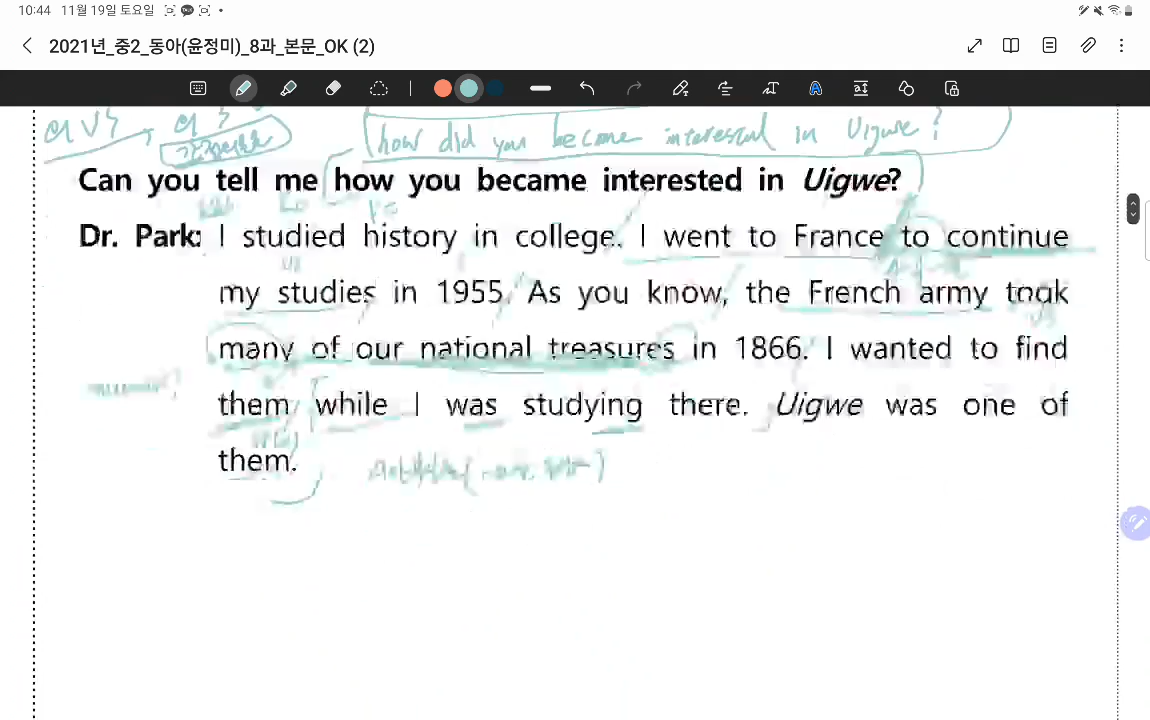 10:44 11월 19일 토요일
2021년_중2_동아(윤정미)_8과_본문_OK (2)
how did you become interested in Uigwe?
Can you tell me how you became interested in Uigwe?
Dr. Park: I studied history in college. I went to France to continue
my studies in 1955. As you know, the French army took
many of our national treasures in 1866. I wanted to find
them while I was studying there. Uigwe was one of
them.